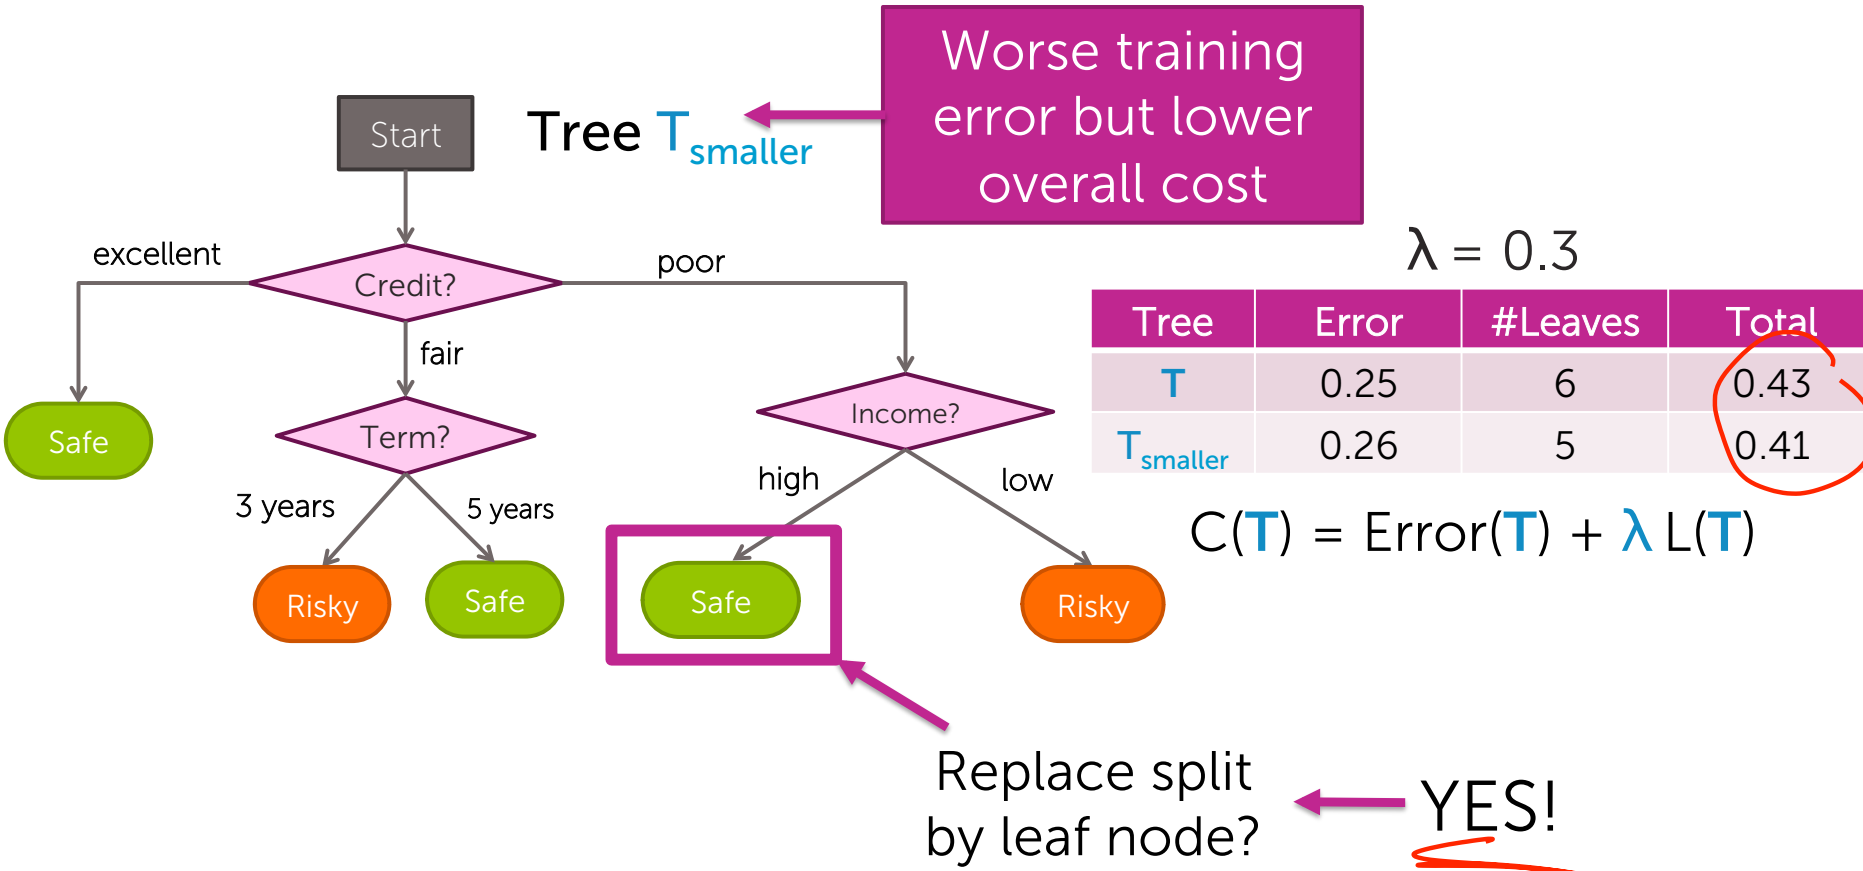 Start
Tree Tsmaller
Worse training
error but lower
overall cost
excellent
Credit?
poor
fair
Safe
Term?
3 years
5 years
Risky
Safe
Income?
high
low
Safe
Risky
λ = 0.3
Tree Error #Leaves Total
T 0.25 6 0.43
Tsmaller 0.26 5 0.41
C(T) = Error(T) + λ L(T)
Replace split
by leaf node?
YES!